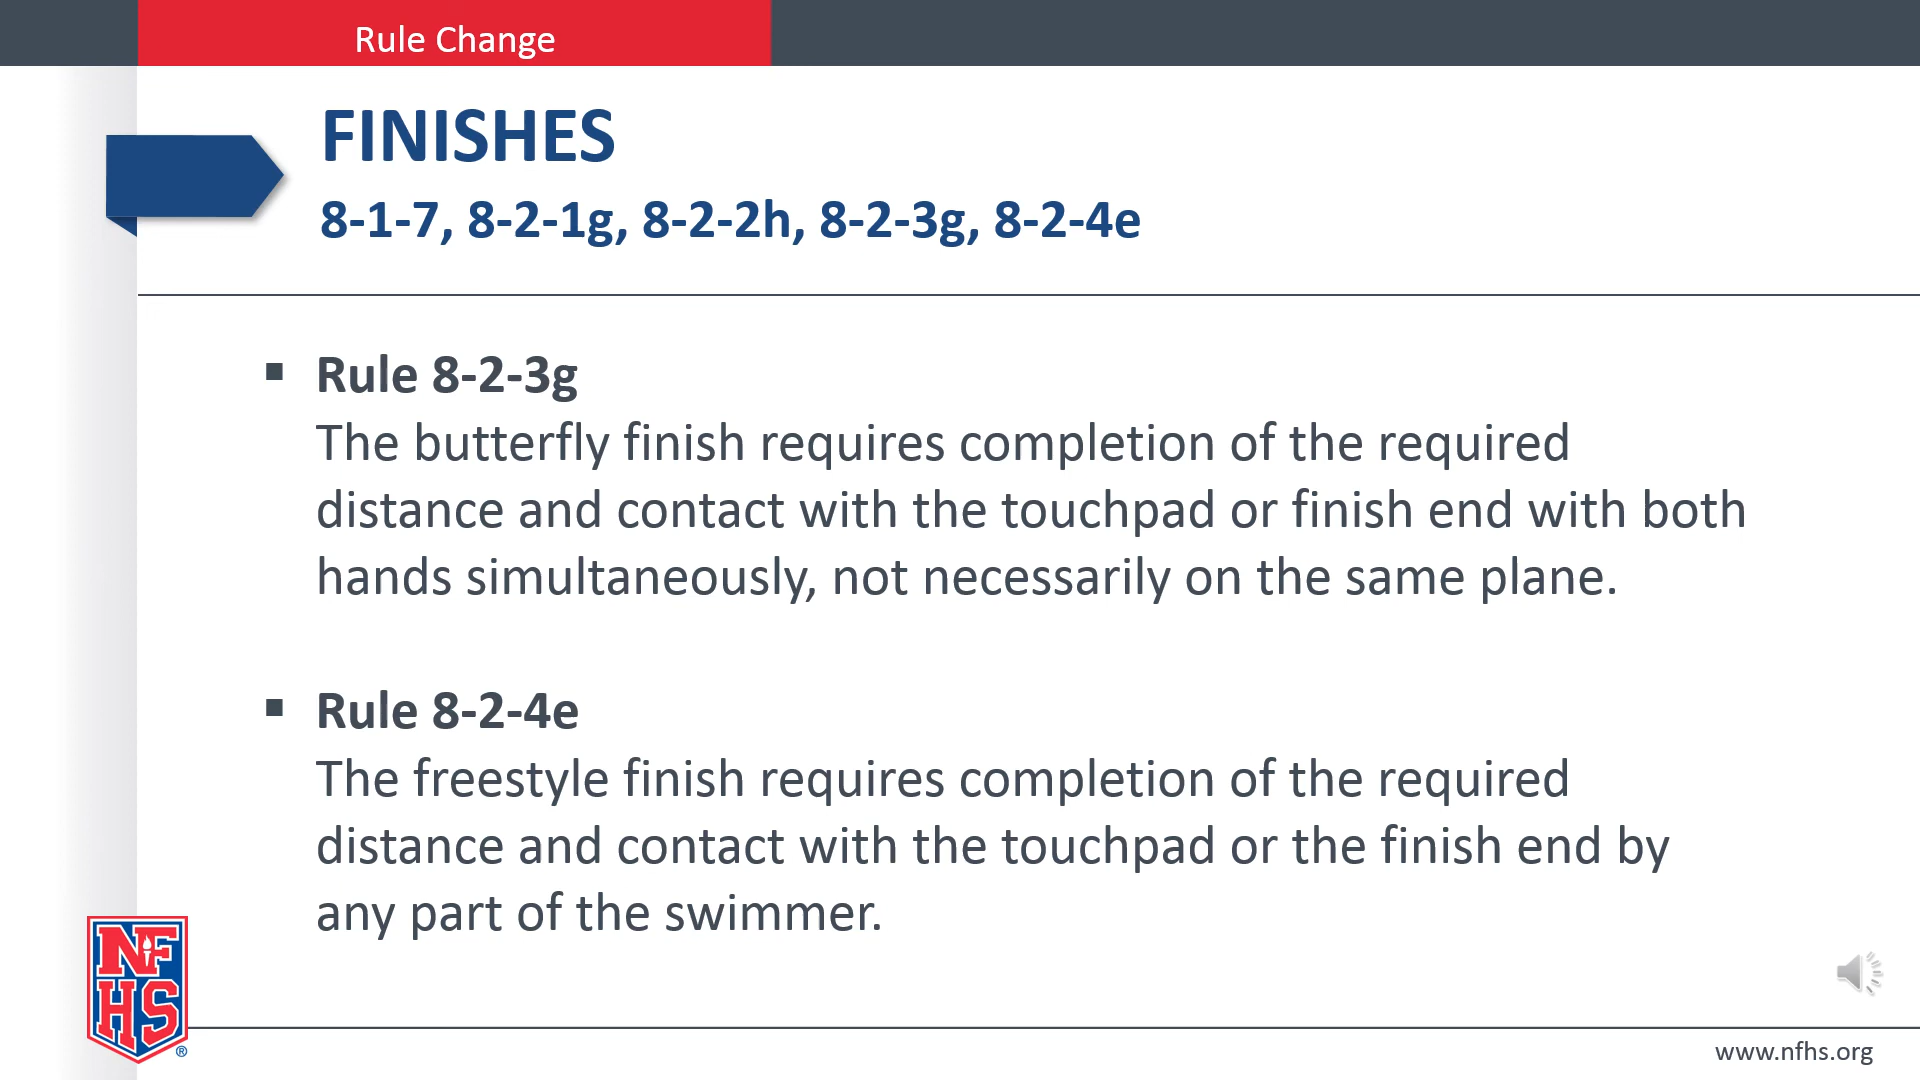 Rule Change
FINISHES
8-1-7, 8-2-1g, 8-2-2h, 8-2-3g, 8-2-4e
▪ Rule 8-2-3g
The butterfly finish requires completion of the required
distance and contact with the touchpad or finish end with both
hands simultaneously, not necessarily on the same plane.
▪ Rule 8-2-4e
The freestyle finish requires completion of the required
distance and contact with the touchpad or the finish end by
any part of the swimmer.
NF
HS
®
www.nfhs.org